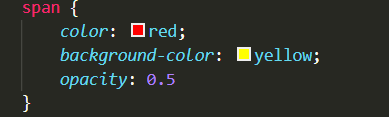 span {
color: red;
background-color: yellow;
opacity: 0.5
}